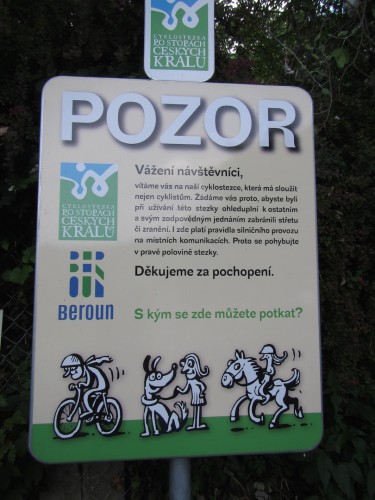 CYKLOSTEZKA
PO STOPÁCH
ČESKÝCH
KRÁLŮ
POZOR
CYKLOSTEZKA
PO STOPÁCH
ČESKÝCH
KRÁLŮ
Vážení návštěvníci,
vítáme vás na naší cyklostezce, která má sloužit
nejen cyklistům. Žádáme vás proto, abyste byli
při užívání této stezky ohleduplní k ostatním
a svým zodpovědným jednáním zabránili střetu
či zranění. I zde platí pravidla silničního provozu
na místních komunikacích. Proto se pohybujte
v pravé polovině stezky.
Děkujeme za pochopení.
BEROUN
S kým se zde můžete potkat?